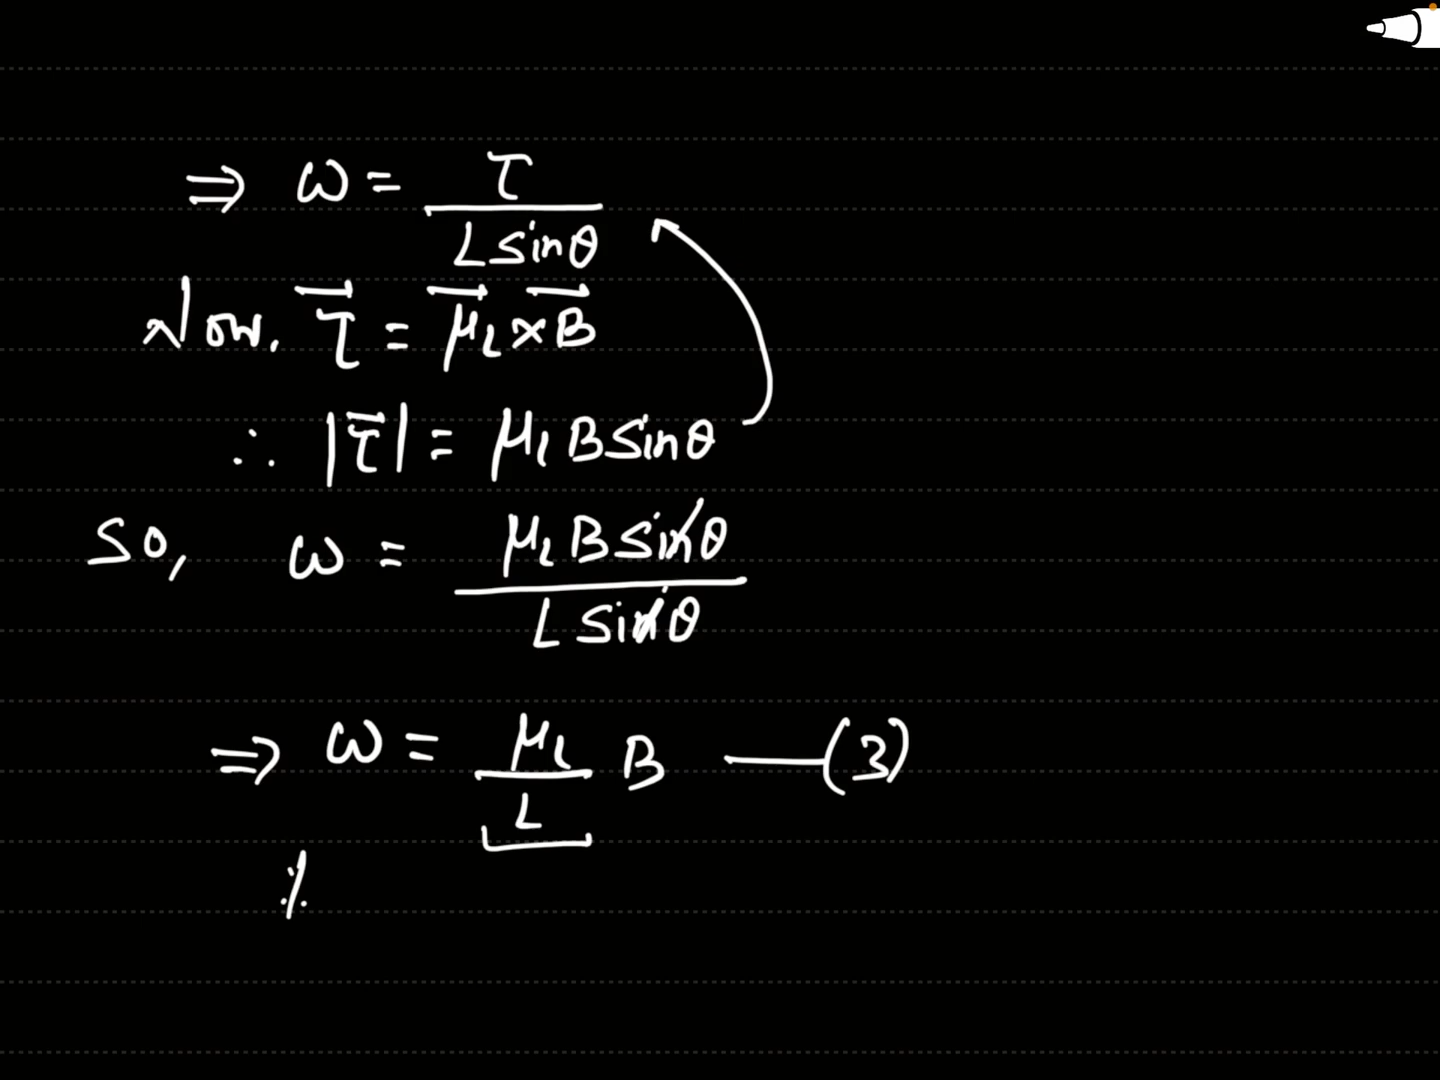 ⇒ ω = τ / (L sinθ)
Now, τ⃗ = μ⃗_L × B⃗
∴ |τ⃗| = μ_L B sinθ
So, ω = μ_L B sinθ / (L sinθ)
⇒ ω = (μ_L / L) B —(3)